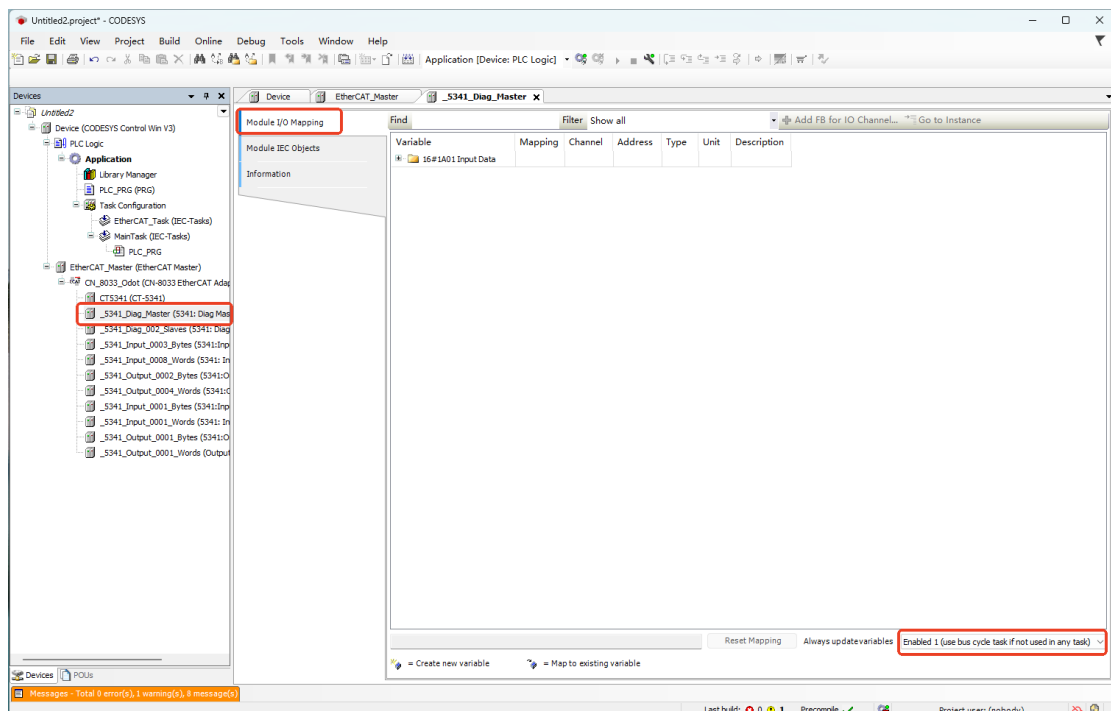 Untitled2.project* - CODESYS
File Edit View Project Build Online Debug Tools Window Help
Application [Device: PLC Logic]
Devices
Device EtherCAT_Master _5341_Diag_Master
Untitled2
Device (CODESYS Control Win V3)
PLC Logic
Application
Library Manager
PLC_PRG (PRG)
Task Configuration
EtherCAT_Task (IEC-Tasks)
MainTask (IEC-Tasks)
PLC_PRG
EtherCAT_Master (EtherCAT Master)
CN_8033_Odot (CN-8033 EtherCAT Adap
CT5341 (CT-5341)
_5341_Diag_Master (5341: Diag Mas
_5341_Diag_002_Slaves (5341: Diag
_5341_Input_0003_Bytes (5341:Inp
_5341_Input_0008_Words (5341: In
_5341_Output_0002_Bytes (5341:O
_5341_Output_0004_Words (5341:O
_5341_Input_0001_Bytes (5341:Inp
_5341_Input_0001_Words (5341: In
_5341_Output_0001_Bytes (5341:O
_5341_Output_0001_Words (Output
Module I/O Mapping
Module IEC Objects
Information
Find Filter Show all Add FB for IO Channel... Go to Instance
Variable Mapping Channel Address Type Unit Description
16#1A01 Input Data
Reset Mapping Always update variables Enabled 1 (use bus cycle task if not used in any task)
= Create new variable = Map to existing variable
Devices POUs
Messages - Total 0 error(s), 1 warning(s), 8 message(s)
Last build: 0 1 Precompile Project user: (nobody)